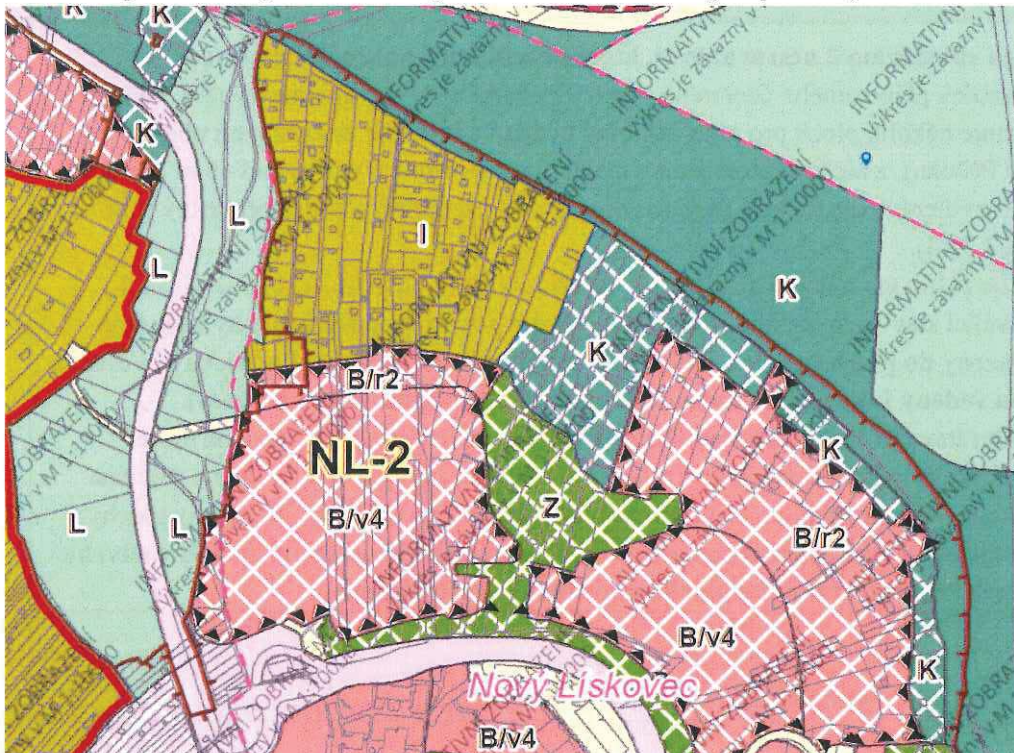 K
K
K
L
L
I
K
K
B/r2
NL-2
B/v4
Z
K
B/r2
L
L
B/v4
K
Nový Lískovec
B/v4
INFORMATIVNÍ ZOBRAZENÍ
Výkres je závazný v M 1:10000